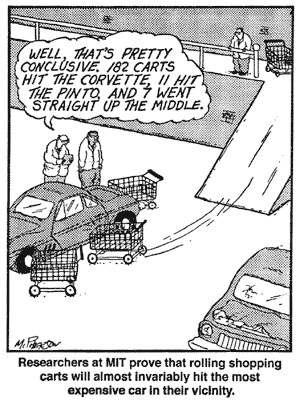 WELL, THAT'S PRETTY
CONCLUSIVE. 182 CARTS
HIT THE CORVETTE, 11 HIT
THE PINTO, AND 7 WENT
STRAIGHT UP THE MIDDLE.
McPHERSON
Researchers at MIT prove that rolling shopping
carts will almost invariably hit the most
expensive car in their vicinity.